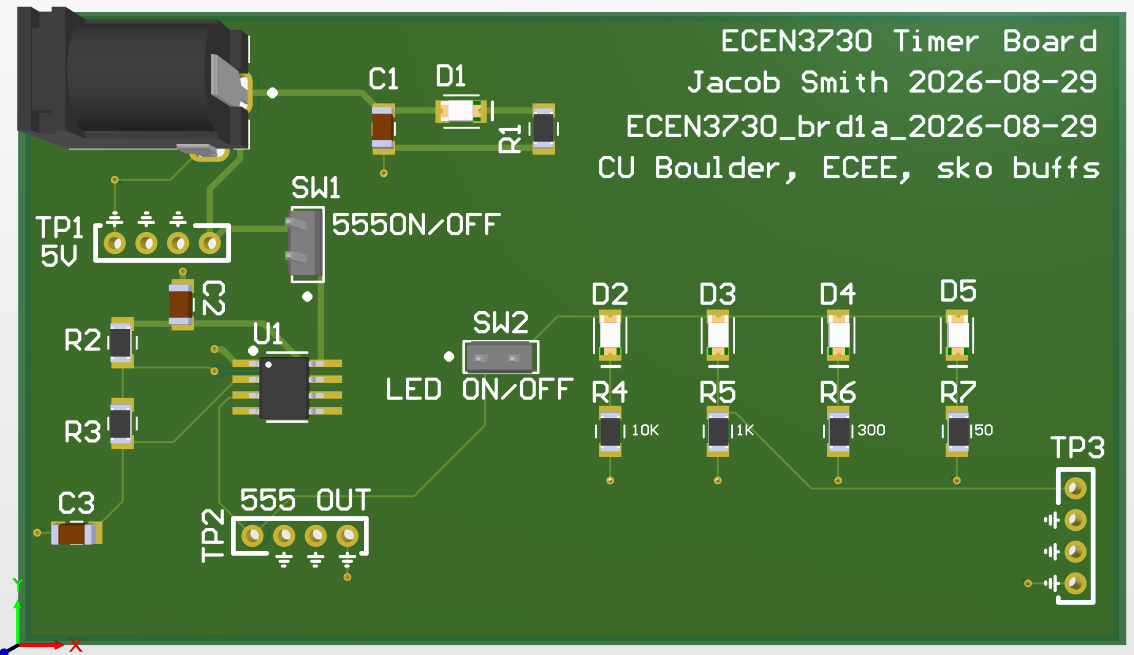 ECEN3730 Timer Board
Jacob Smith 2026-08-29
ECEN3730_brd1a_2026-08-29
CU Boulder, ECEE, sko buffs
C1
D1
R1
SW1
555ON/OFF
TP1
5V
C2
R2
U1
R3
C3
SW2
LED ON/OFF
D2
D3
D4
D5
R4
R5
R6
R7
10K
1K
300
50
TP3
555 OUT
TP2
Y
X